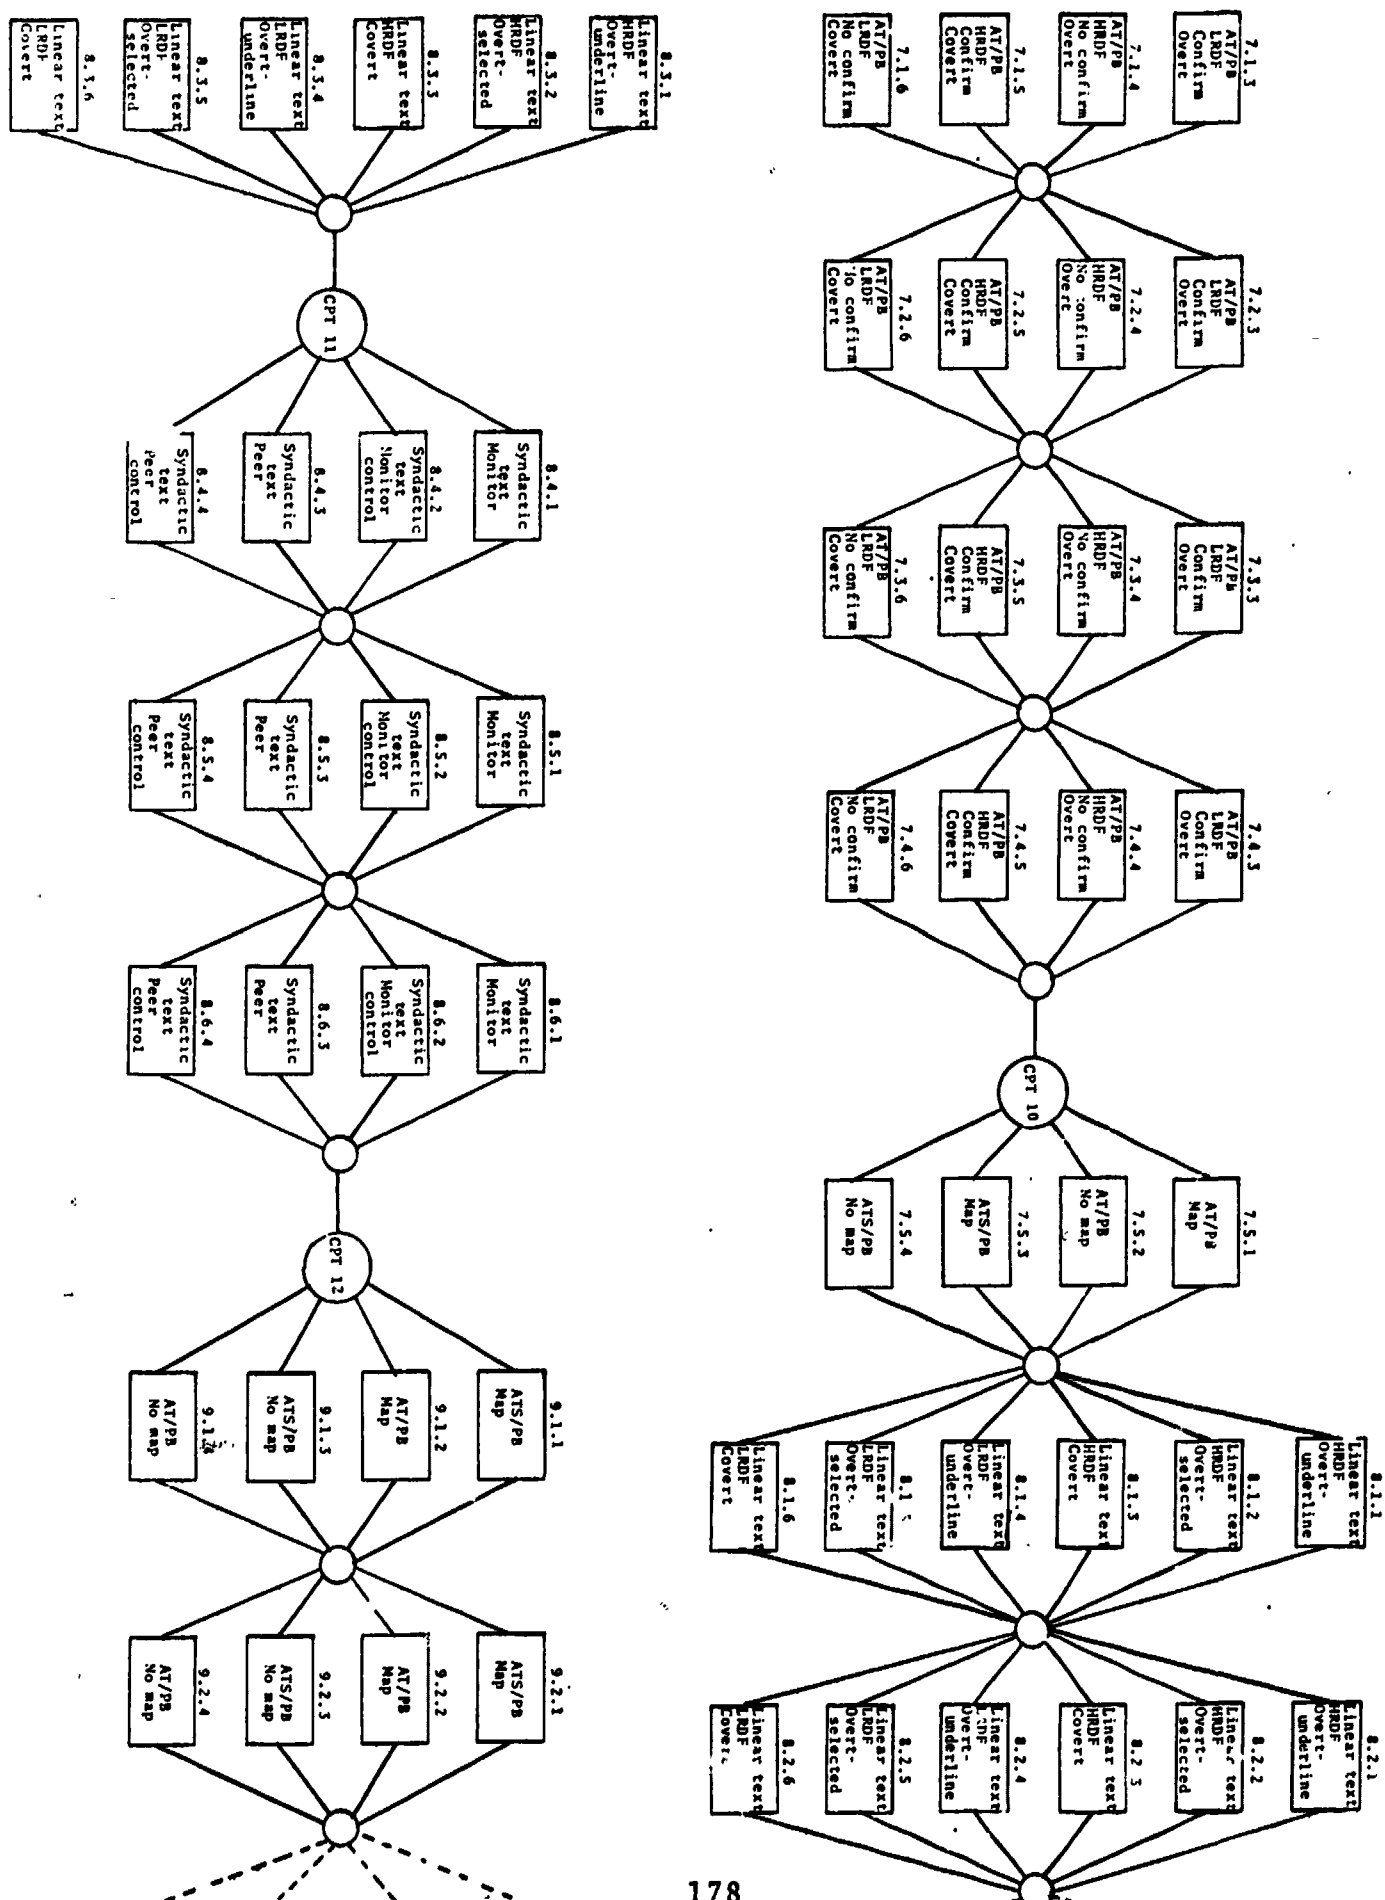 7.1.3
AT/PB
LRDF
Confirm
Covert
7.1.4
AT/PB
HRDF
No confirm
Covert
7.1.5
AT/PB
HRDF
Confirm
Covert
7.1.6
AT/PB
LRDF
No confirm
Covert
7.2.3
AT/PB
LRDF
Confirm
Overt
7.2.4
AT/PB
HRDF
No confirm
Overt
7.2.5
AT/PB
HRDF
Confirm
Covert
7.2.6
AT/PB
LRDF
No confirm
Covert
7.3.3
AT/PB
LRDF
Confirm
Overt
7.3.4
AT/PB
HRDF
No confirm
Overt
7.3.5
AT/PB
HRDF
Confirm
Covert
7.3.6
AT/PB
LRDF
No confirm
Covert
7.4.3
AT/PB
LRDF
Confirm
Overt
7.4.4
AT/PB
HRDF
No confirm
Overt
7.4.5
AT/PB
HRDF
Confirm
Covert
7.4.6
AT/PB
LRDF
No confirm
Covert
CPT 10
7.5.1
AT/PB
Map
7.5.2
AT/PB
No map
7.5.3
ATS/PB
Map
7.5.4
ATS/PB
No map
8.1.1
Linear text
HRDF
Overt-
underline
8.1.2
Linear text
HRDF
Overt-
selected
8.1.3
Linear text
HRDF
Covert
8.1.4
Linear text
LRDF
Overt-
underline
8.1
Linear text
LRDF
Overt-
selected
8.1.6
Linear text
LRDF
Covert
8.2.1
Linear text
HRDF
Overt-
underline
8.2.2
Linear text
HRDF
Overt-
selected
8.2 3
Linear text
HRDF
Covert
8.2.4
Linear text
LRDF
Overt-
underline
8.2.5
Linear text
LRDF
Overt-
selected
8.2.6
Linear text
LRDF
Covert
8.3.1
Linear text
HRDF
Overt-
underline
8.3.2
Linear text
HRDF
Overt-
selected
8.3.3
Linear text
HRDF
Covert
8.3.4
Linear text
LRDF
Overt-
underline
8.3.5
Linear text
LRDF
Overt-
selected
8.3.6
Linear text
LRDF
Covert
CPT 11
8.4.1
Syndactic
text
Monitor
8.4.2
Syndactic
text
Monitor
control
8.4.3
Syndactic
text
Peer
8.4.4
Syndactic
text
Peer
control
8.5.1
Syndactic
text
Monitor
8.5.2
Syndactic
text
Monitor
control
8.5.3
Syndactic
text
Peer
8.5.4
Syndactic
text
Peer
control
8.6.1
Syndactic
text
Monitor
8.6.2
Syndactic
text
Monitor
control
8.6.3
Syndactic
text
Peer
8.6.4
Syndactic
text
Peer
control
CPT 12
9.1.1
ATS/PB
Map
9.1.2
AT/PB
Map
9.1.3
ATS/PB
No map
9.1.4
AT/PB
No map
9.2.1
ATS/PB
Map
9.2.2
AT/PB
Map
9.2.3
ATS/PB
No map
9.2.4
AT/PB
No map
178